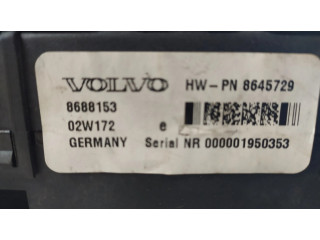 VOLVO HW-PN 8645729
8688153
02W172 e
GERMANY Serial NR 000001950353